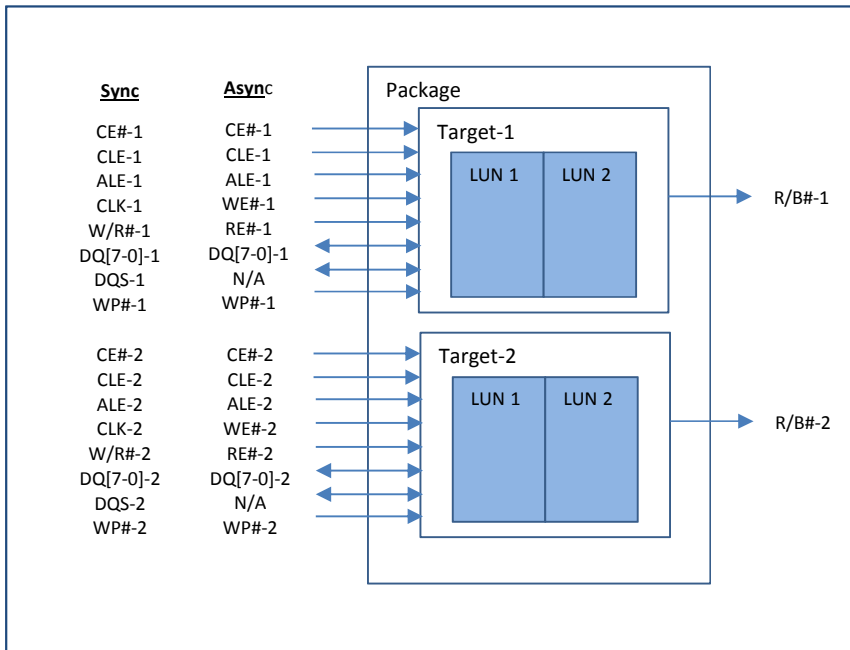 Sync Async Package
CE#-1 CE#-1 Target-1
CLE-1 CLE-1
ALE-1 ALE-1 LUN 1 LUN 2
CLK-1 WE#-1 R/B#-1
W/R#-1 RE#-1
DQ[7-0]-1 DQ[7-0]-1
DQS-1 N/A
WP#-1 WP#-1
CE#-2 CE#-2 Target-2
CLE-2 CLE-2
ALE-2 ALE-2 LUN 1 LUN 2
CLK-2 WE#-2 R/B#-2
W/R#-2 RE#-2
DQ[7-0]-2 DQ[7-0]-2
DQS-2 N/A
WP#-2 WP#-2